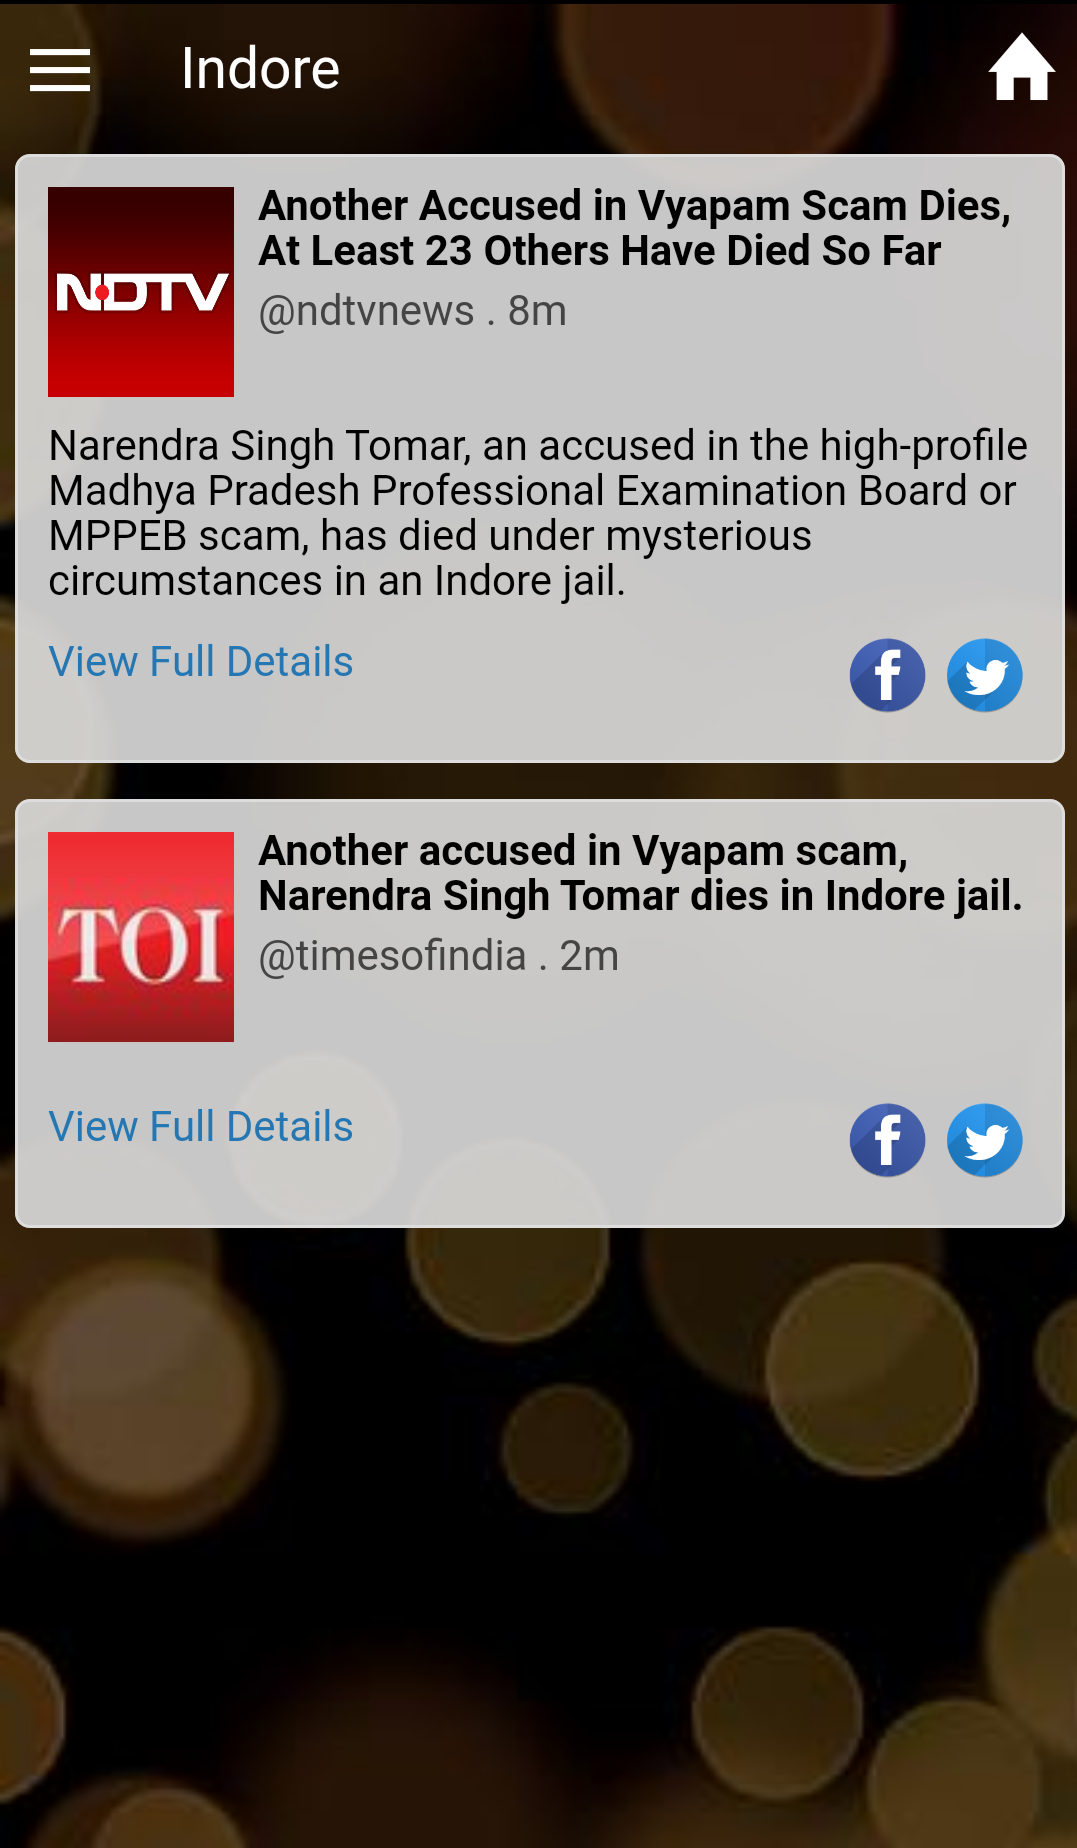 Indore
NDTV
Another Accused in Vyapam Scam Dies,
At Least 23 Others Have Died So Far
@ndtvnews . 8m
Narendra Singh Tomar, an accused in the high-profile
Madhya Pradesh Professional Examination Board or
MPPEB scam, has died under mysterious
circumstances in an Indore jail.
View Full Details
f
TOI
Another accused in Vyapam scam,
Narendra Singh Tomar dies in Indore jail.
@timesofindia . 2m
View Full Details
f